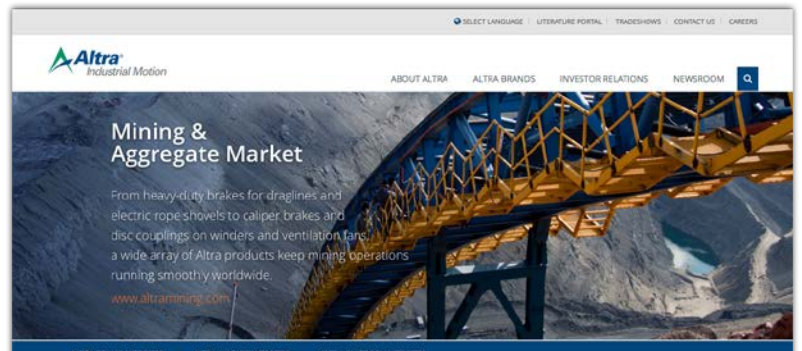 SELECT LANGUAGE
LITERATURE PORTAL
TRADESHOWS
CONTACT US
CAREERS
Altra
Industrial Motion
ABOUT ALTRA
ALTRA BRANDS
INVESTOR RELATIONS
NEWSROOM
Mining &
Aggregate Market
From heavy-duty brakes for draglines and
electric rope shovels to caliper brakes and
disc couplings on winders and ventilation fans,
a wide array of Altra products keep mining operations
running smoothly worldwide.
www.altramining.com